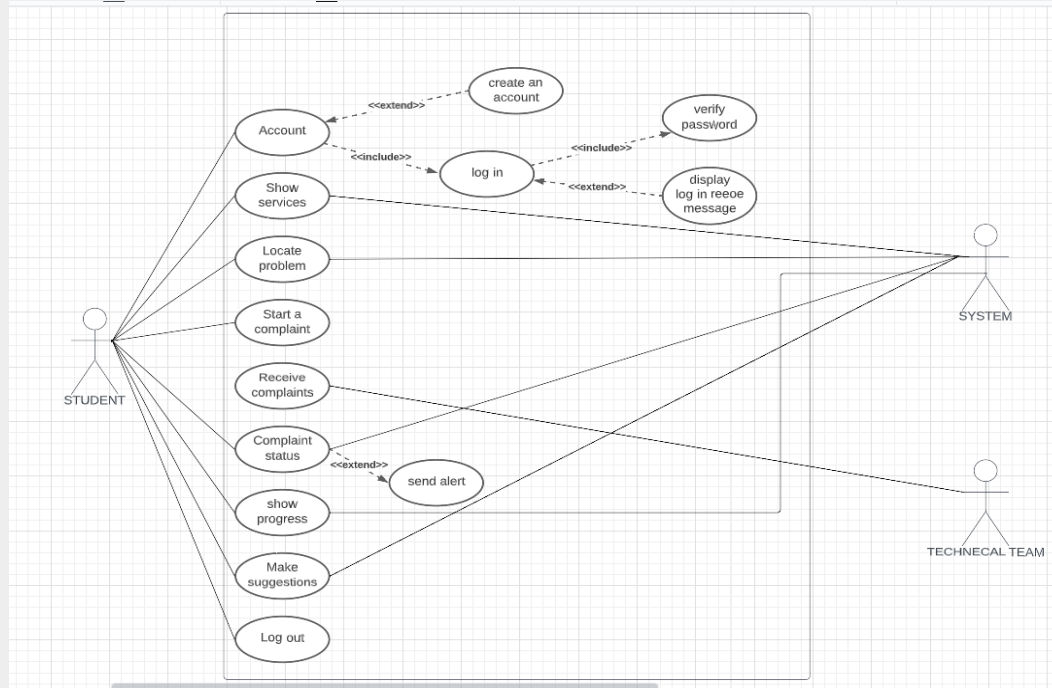 create an
account
<<extend>>
verify
password
Account
<<include>>
<<include>>
log in
Show
services
<<extend>>
display
log in reeoe
message
Locate
problem
SYSTEM
Start a
complaint
Receive
complaints
STUDENT
Complaint
status
<<extend>>
send alert
show
progress
TECHNECAL TEAM
Make
suggestions
Log out